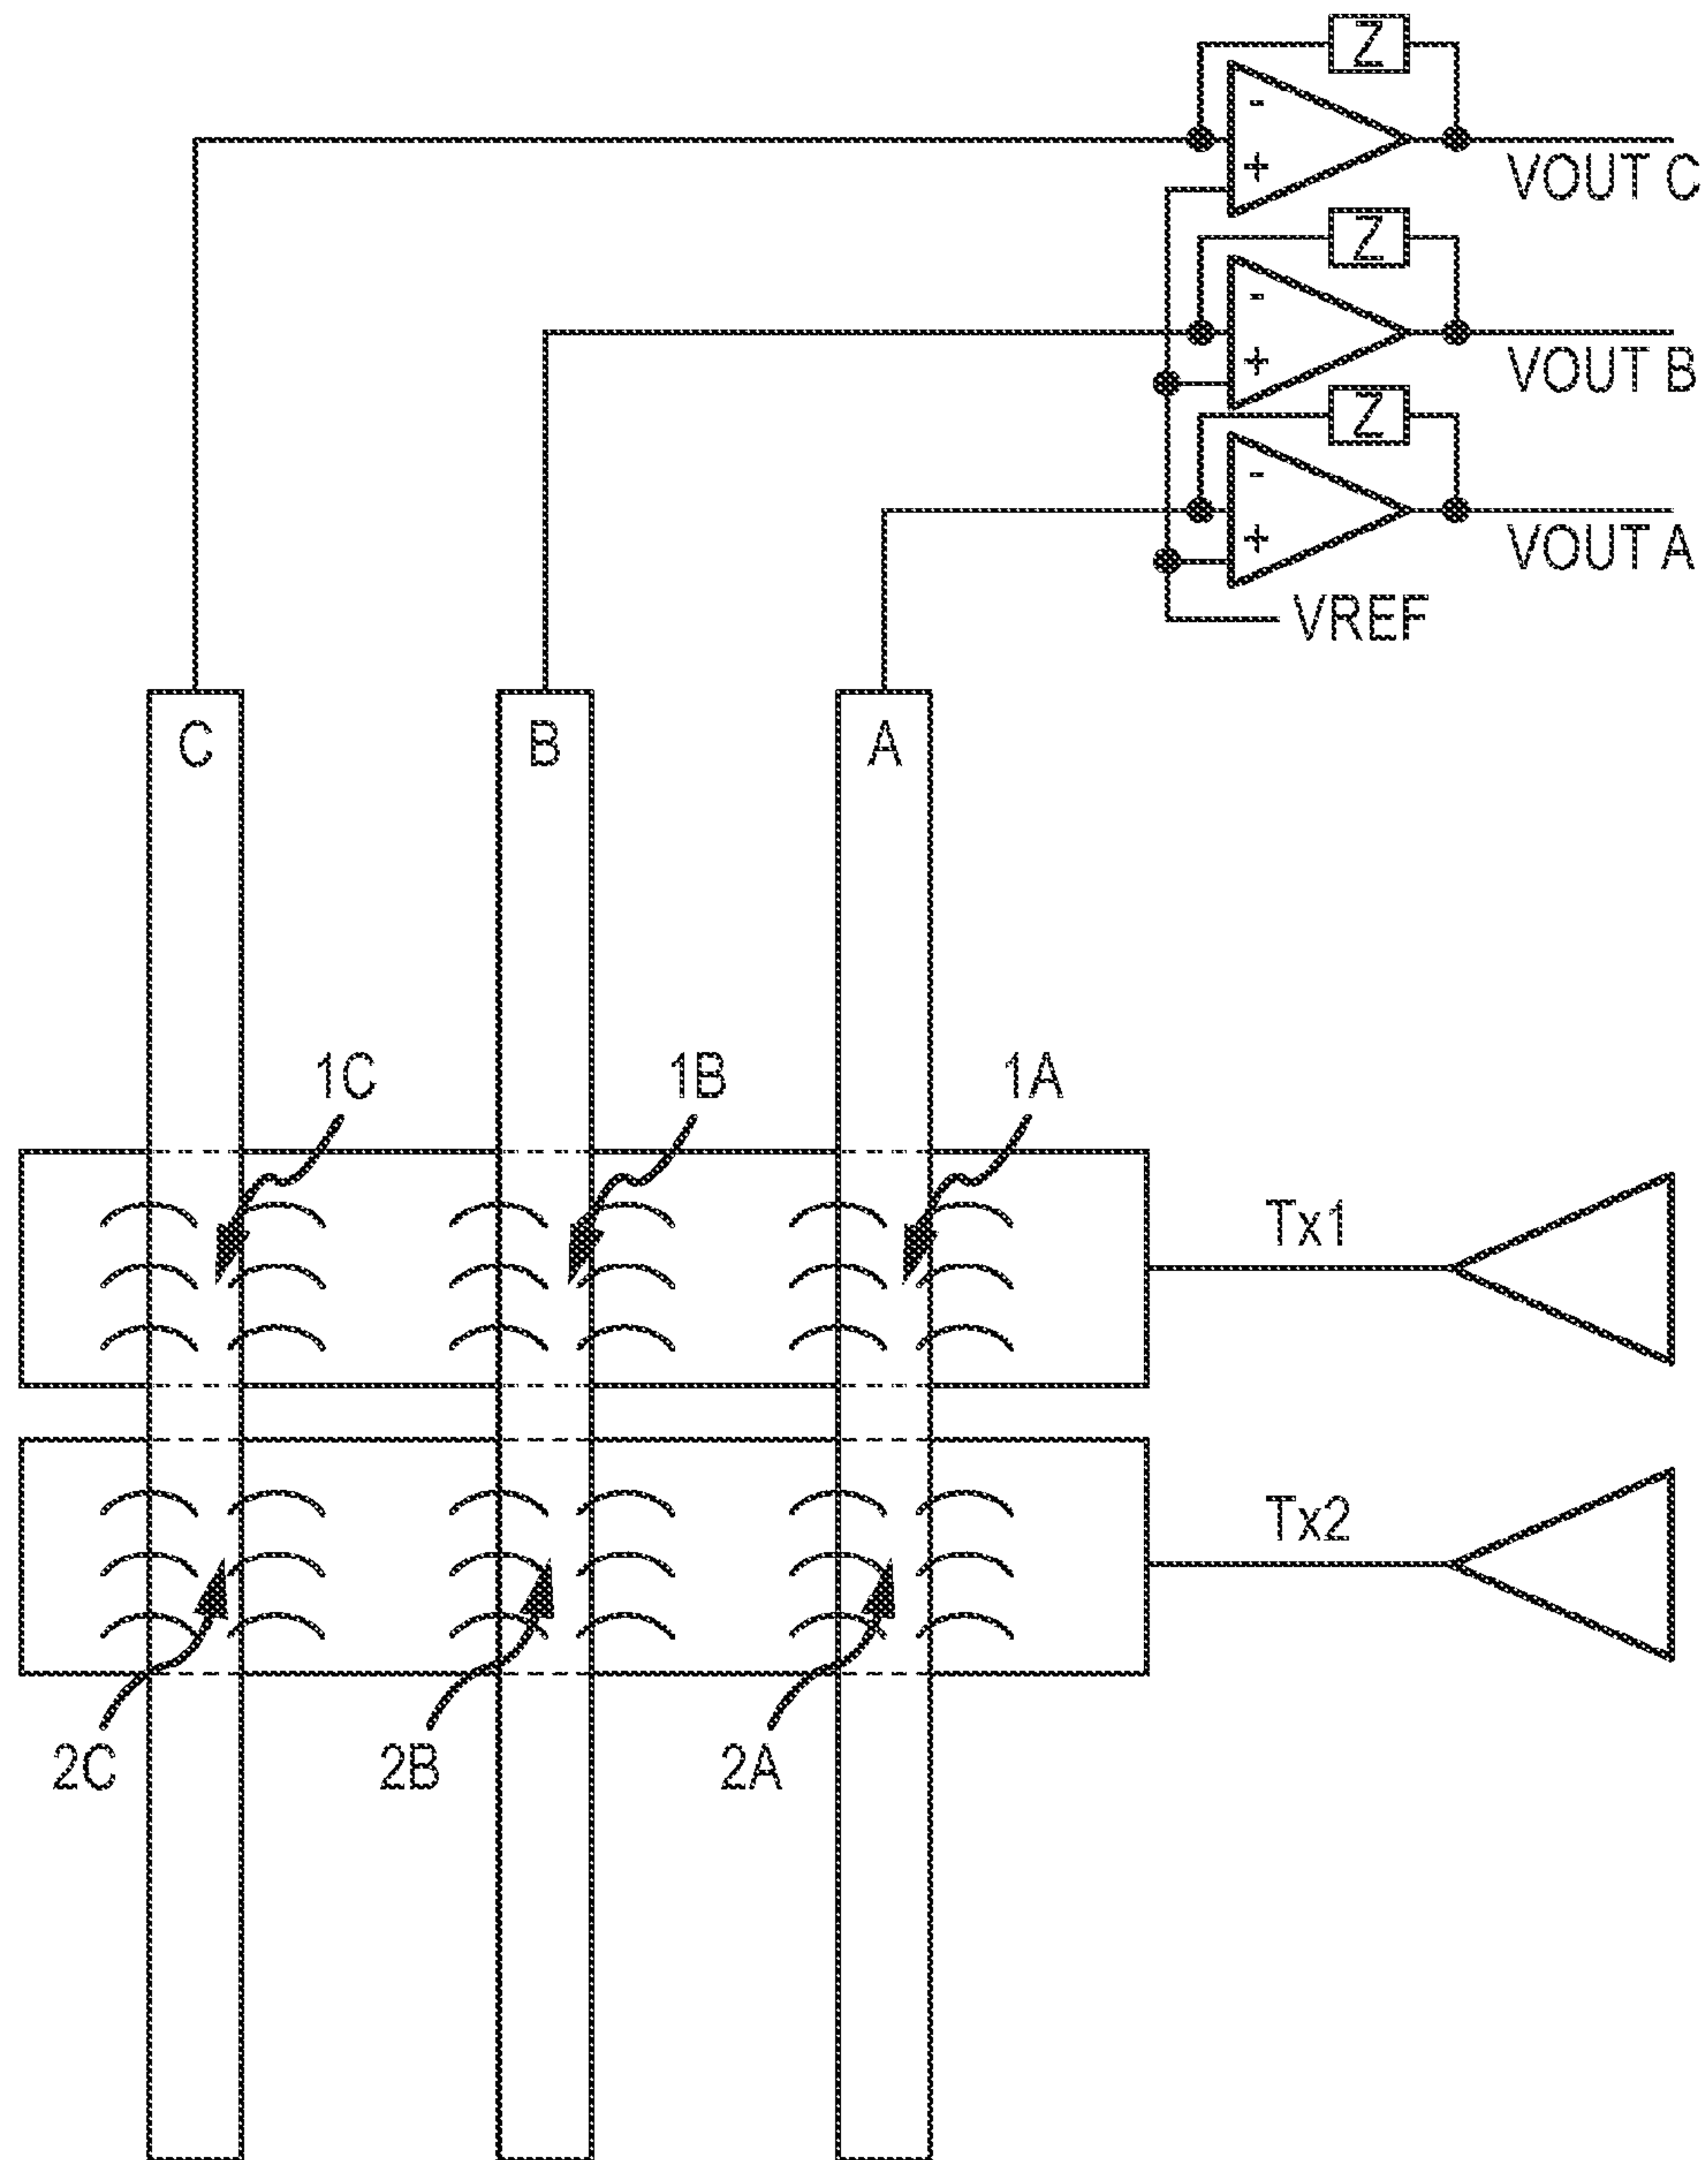 Z
-
+
VOUT C
Z
-
+
VOUT B
Z
-
+
VOUT A
VREF
C B A
1C 1B 1A
Tx1
Tx2
2C 2B 2A